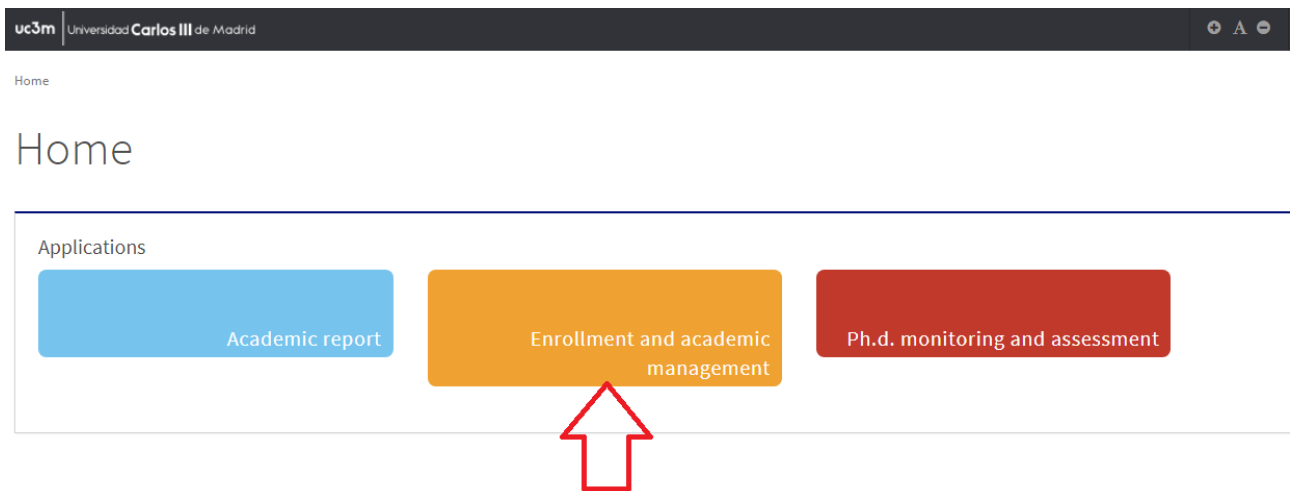 uc3m Universidad Carlos III de Madrid
A
Home
Home
Applications
Academic report
Enrollment and academic
management
Ph.d. monitoring and assessment